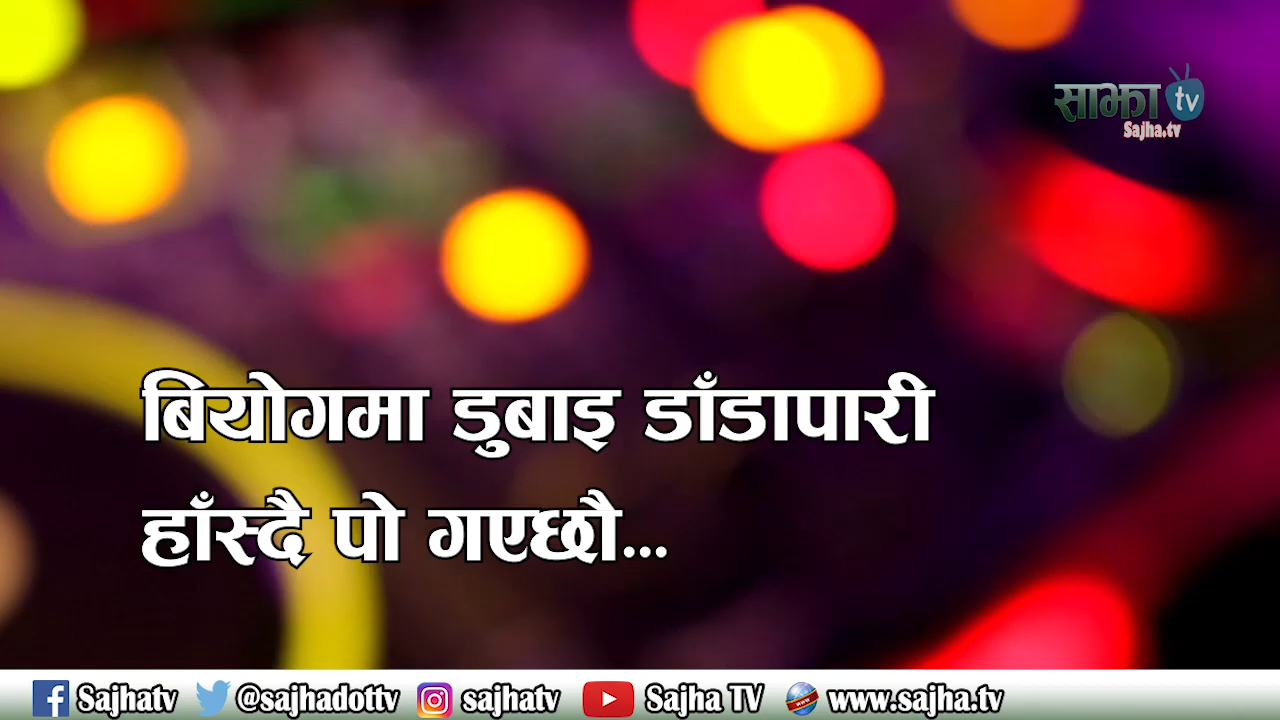 साझा tv
Sajha.tv
बियोगमा डुबाइ डाँडापारी
हाँस्दै पो गएछौ...
Sajhatv @sajhadottv sajhatv Sajha TV www.sajha.tv